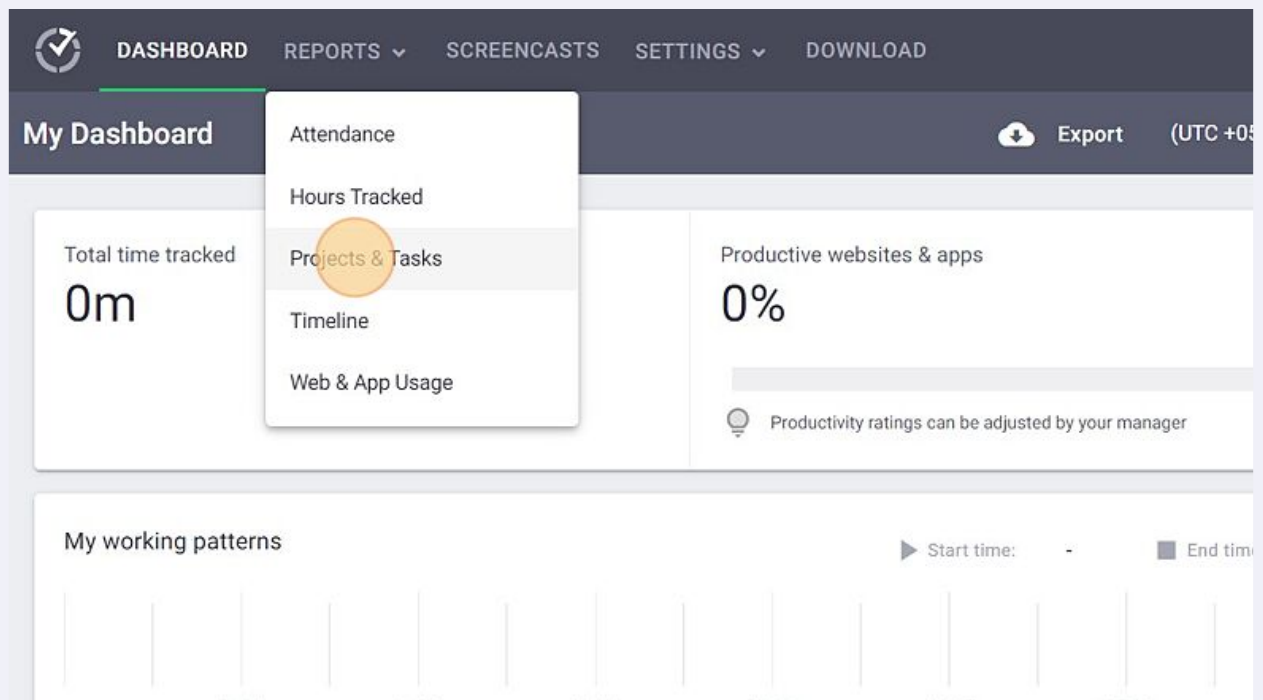 DASHBOARD REPORTS SCREENCASTS SETTINGS DOWNLOAD
My Dashboard
Export (UTC +05
Attendance
Hours Tracked
Projects & Tasks
Timeline
Web & App Usage
Total time tracked
0m
Productive websites & apps
0%
Productivity ratings can be adjusted by your manager
My working patterns
Start time: - End tim